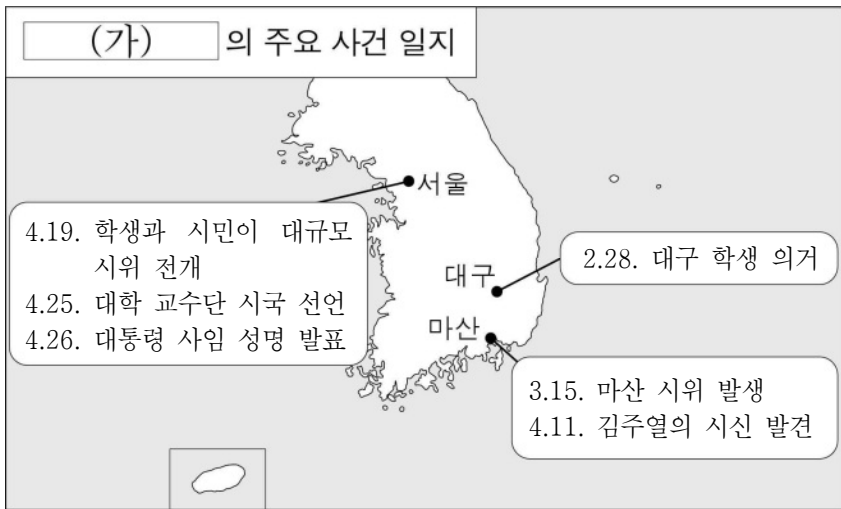 (가) 의 주요 사건 일지
서울
4.19. 학생과 시민이 대규모
시위 전개
4.25. 대학 교수단 시국 선언
4.26. 대통령 사임 성명 발표
대구
2.28. 대구 학생 의거
마산
3.15. 마산 시위 발생
4.11. 김주열의 시신 발견